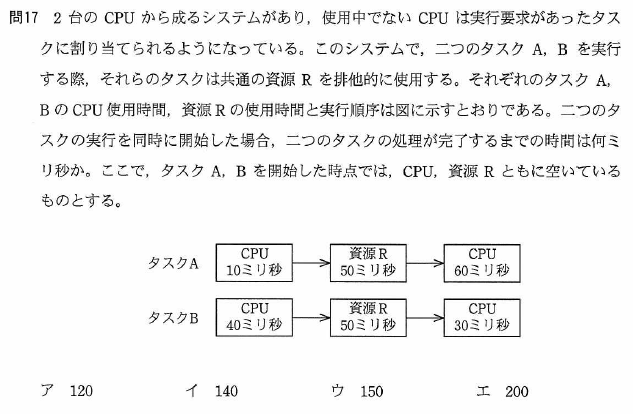 問17　2 台の CPU から成るシステムがあり，使用中でない CPU は実行要求があったタス
クに割り当てられるようになっている。このシステムで，二つのタスク A，B を実行
する際，それらのタスクは共通の資源 R を排他的に使用する。それぞれのタスク A，
B の CPU 使用時間，資源 R の使用時間と実行順序は図に示すとおりである。二つのタ
スクの実行を同時に開始した場合，二つのタスクの処理が完了するまでの時間は何ミ
リ秒か。ここで，タスク A，B を開始した時点では，CPU，資源 R ともに空いている
ものとする。
タスクA　CPU 10ミリ秒　資源 R 50ミリ秒　CPU 60ミリ秒
タスクB　CPU 40ミリ秒　資源 R 50ミリ秒　CPU 30ミリ秒
ア　120　イ　140　ウ　150　エ　200